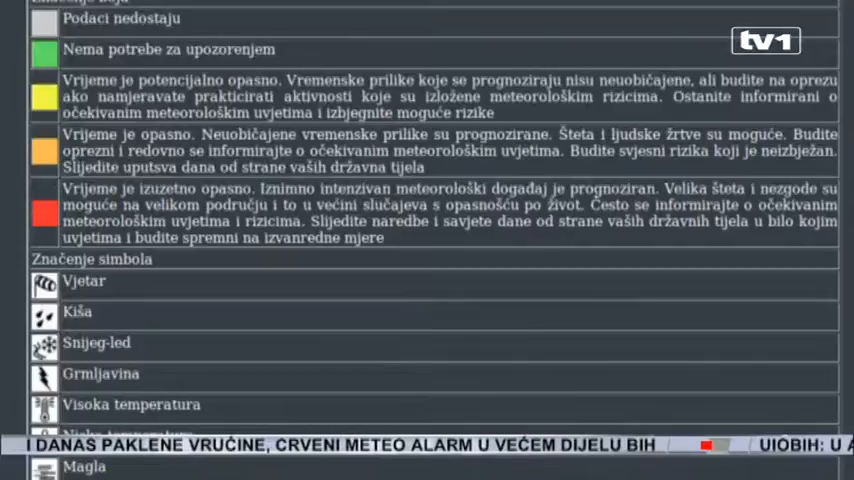 Značenje boja
Podaci nedostaju
tv1
Nema potrebe za upozorenjem
Vrijeme je potencijalno opasno. Vremenske prilike koje se prognoziraju nisu neuobičajene, ali budite na oprezu
ako namjeravate prakticirati aktivnosti koje su izložene meteorološkim rizicima. Ostanite informirani o
očekivanim meteorološkim uvjetima i izbjegnite moguće rizike
Vrijeme je opasno. Neuobičajene vremenske prilike su prognozirane. Šteta i ljudske žrtve su moguće. Budite
oprezni i redovno se informirajte o očekivanim meteorološkim uvjetima. Budite svjesni rizika koji je neizbježan.
Slijedite uputsva dana od strane vaših državna tijela
Vrijeme je izuzetno opasno. Iznimno intenzivan meteorološki događaj je prognoziran. Velika šteta i nezgode su
moguće na velikom području i to u većini slučajeva s opasnošću po život. Često se informirajte o očekivanim
meteorološkim uvjetima i rizicima. Slijedite naredbe i savjete dane od strane vaših državnih tijela u bilo kojim
uvjetima i budite spremni na izvanredne mjere
Značenje simbola
Vjetar
Kiša
Snijeg-led
Grmljavina
Visoka temperatura
I DANAS PAKLENE VRUĆINE, CRVENI METEO ALARM U VEĆEM DIJELU BIH UIOBIH: U
Magla